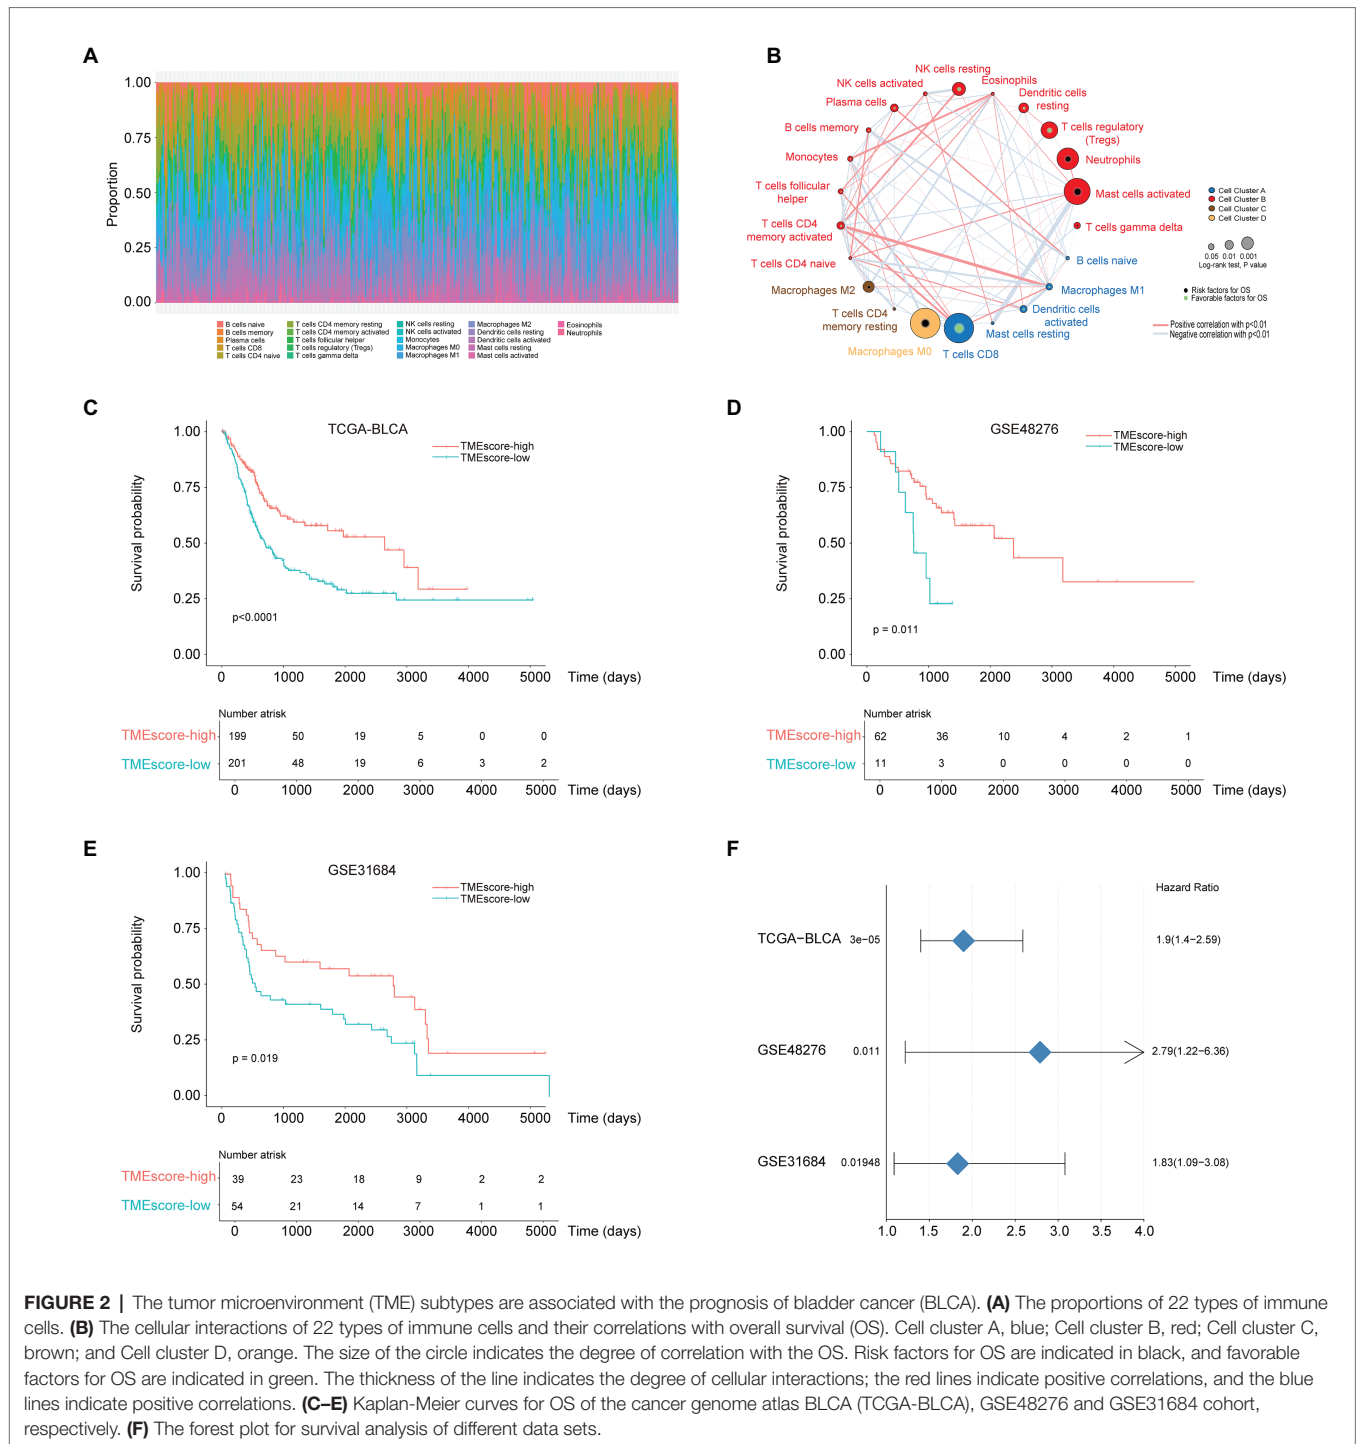 A
1.00
0.75
0.50
0.25
0.00
Proportion
B cells naive
B cells memory
Plasma cells
T cells CD8
T cells CD4 naive
T cells CD4 memory resting
T cells CD4 memory activated
T cells follicular helper
T cells regulatory (Tregs)
T cells gamma delta
NK cells resting
NK cells activated
Monocytes
Macrophages M0
Macrophages M1
Macrophages M2
Dendritic cells resting
Dendritic cells activated
Mast cells resting
Mast cells activated
Eosinophils
Neutrophils
B
NK cells resting
NK cells activated
Eosinophils
Plasma cells
Dendritic cells
resting
B cells memory
T cells regulatory
(Tregs)
Monocytes
Neutrophils
T cells follicular
helper
Mast cells activated
T cells CD4
memory activated
T cells gamma delta
T cells CD4 naive
B cells naive
Macrophages M2
Macrophages M1
T cells CD4
memory resting
Dendritic cells
activated
Mast cells resting
Macrophages M0
T cells CD8
Cell Cluster A
Cell Cluster B
Cell Cluster C
Cell Cluster D
0.05 0.01 0.001
Log-rank test, P value
Risk factors for OS
Favorable factors for OS
Positive correlation with p<0.01
Negative correlation with p<0.01
C
TCGA-BLCA
TMEscore-high
TMEscore-low
Survival probability
1.00
0.75
0.50
0.25
0.00
p<0.0001
0 1000 2000 3000 4000 5000 Time (days)
Number atrisk
TMEscore-high 199 50 19 5 0 0
TMEscore-low 201 48 19 6 3 2
0 1000 2000 3000 4000 5000 Time (days)
D
GSE48276
TMEscore-high
TMEscore-low
Survival probability
1.00
0.75
0.50
0.25
0.00
p = 0.011
0 1000 2000 3000 4000 5000 Time (days)
Number atrisk
TMEscore-high 62 36 10 4 2 1
TMEscore-low 11 3 0 0 0 0
0 1000 2000 3000 4000 5000 Time (days)
E
GSE31684
TMEscore-high
TMEscore-low
Survival probability
1.00
0.75
0.50
0.25
0.00
p = 0.019
0 1000 2000 3000 4000 5000 Time (days)
Number atrisk
TMEscore-high 39 23 18 9 2 2
TMEscore-low 54 21 14 7 1 1
0 1000 2000 3000 4000 5000 Time (days)
F
Hazard Ratio
TCGA−BLCA 3e−05 1.9(1.4−2.59)
GSE48276 0.011 2.79(1.22−6.36)
GSE31684 0.01948 1.83(1.09−3.08)
1.0 1.5 2.0 2.5 3.0 3.5 4.0
FIGURE 2 | The tumor microenvironment (TME) subtypes are associated with the prognosis of bladder cancer (BLCA). (A) The proportions of 22 types of immune
cells. (B) The cellular interactions of 22 types of immune cells and their correlations with overall survival (OS). Cell cluster A, blue; Cell cluster B, red; Cell cluster C,
brown; and Cell cluster D, orange. The size of the circle indicates the degree of correlation with the OS. Risk factors for OS are indicated in black, and favorable
factors for OS are indicated in green. The thickness of the line indicates the degree of cellular interactions; the red lines indicate positive correlations, and the blue
lines indicate positive correlations. (C–E) Kaplan-Meier curves for OS of the cancer genome atlas BLCA (TCGA-BLCA), GSE48276 and GSE31684 cohort,
respectively. (F) The forest plot for survival analysis of different data sets.